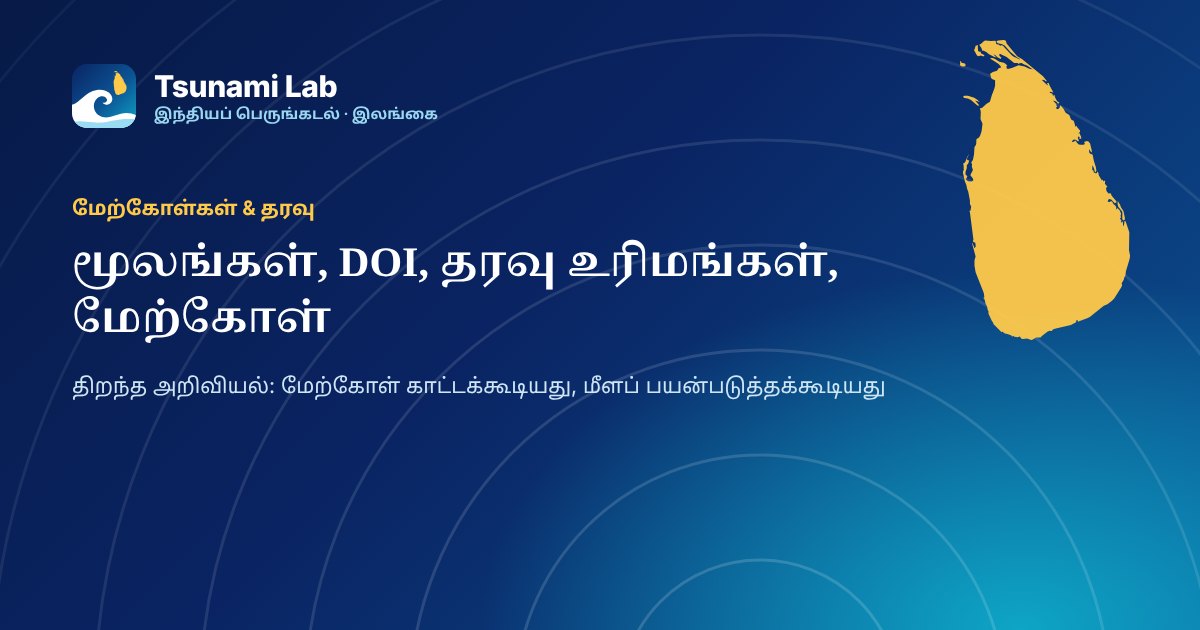 Tsunami Lab
இந்தியப் பெருங்கடல் · இலங்கை
மேற்கோள்கள் & தரவு
மூலங்கள், DOI, தரவு உரிமங்கள்,
மேற்கோள்
திறந்த அறிவியல்: மேற்கோள் காட்டக்கூடியது, மீளப் பயன்படுத்தக்கூடியது